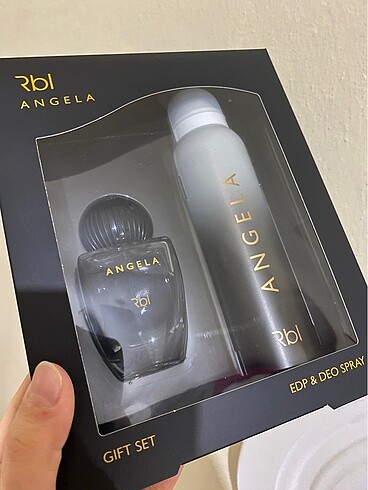 Rbl
ANGELA
ANGELA
Rbl
ANGELA
Rbl
GIFT SET
EDP & DEO SPRAY